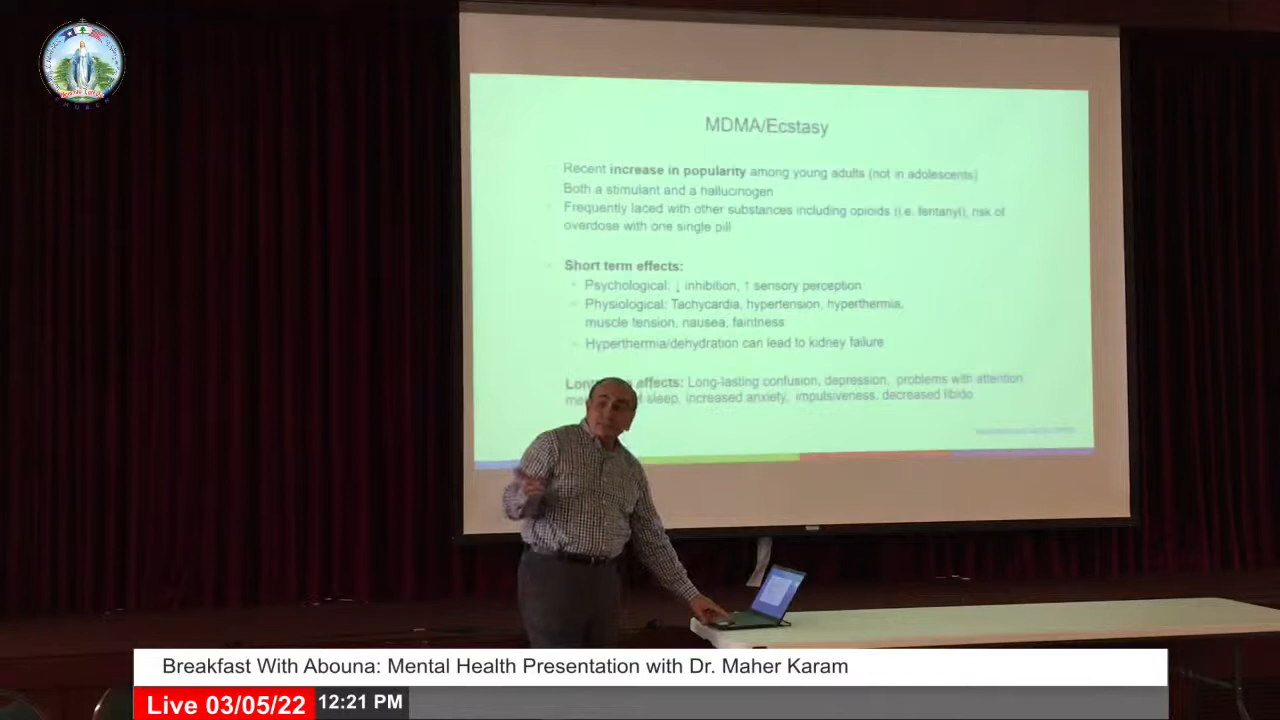 MDMA/Ecstasy
Recent increase in popularity among young adults (not in adolescents)
Both a stimulant and a hallucinogen
Frequently laced with other substances including opioids (i.e. fentanyl), risk of
overdose with one single pill
Short term effects:
Psychological: ↓ inhibition, ↑ sensory perception
Physiological: Tachycardia, hypertension, hyperthermia,
muscle tension, nausea, faintness
Hyperthermia/dehydration can lead to kidney failure
effects: Long-lasting confusion, depression, problems with attention
sleep, increased anxiety, impulsiveness, decreased libido
Breakfast With Abouna: Mental Health Presentation with Dr. Maher Karam
Live 03/05/22 12:21 PM